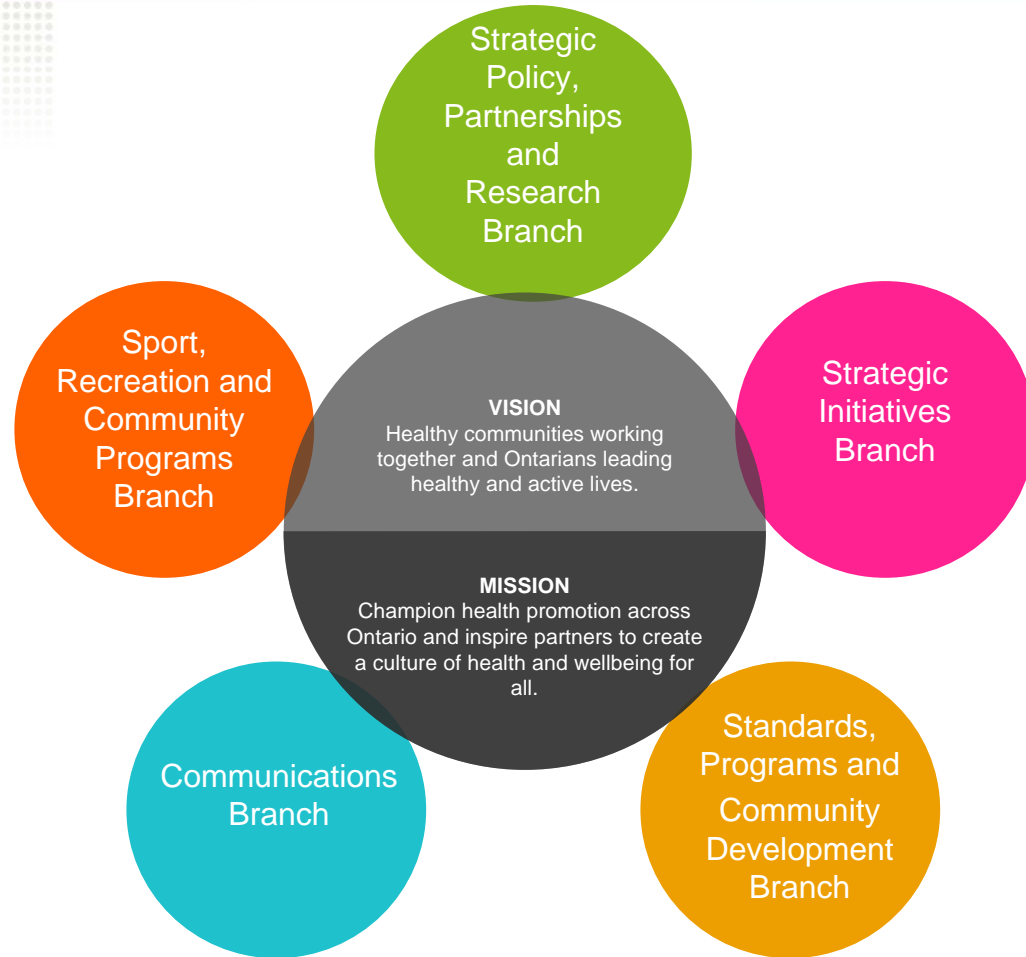 Strategic
Policy,
Partnerships
and
Research
Branch
Sport,
Recreation and
Community
Programs
Branch
VISION
Healthy communities working
together and Ontarians leading
healthy and active lives.
Strategic
Initiatives
Branch
MISSION
Champion health promotion across
Ontario and inspire partners to create
a culture of health and wellbeing for
all.
Communications
Branch
Standards,
Programs and
Community
Development
Branch